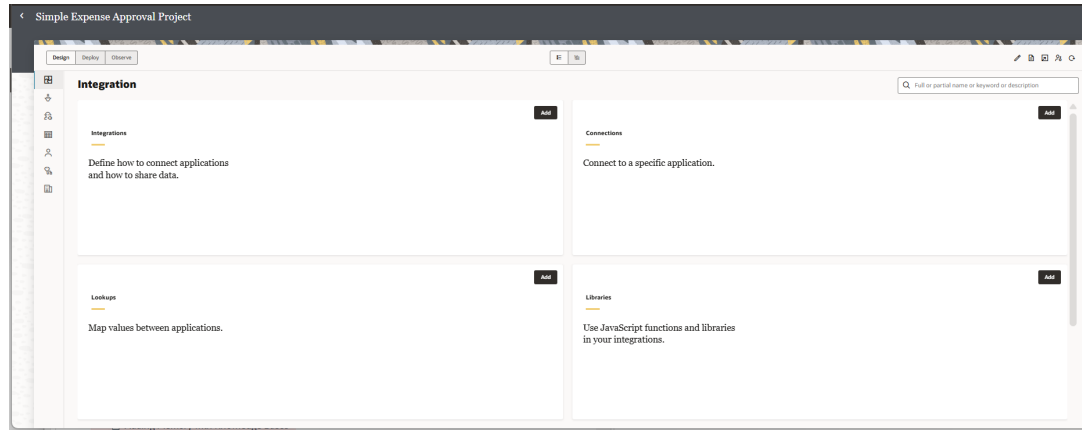 Simple Expense Approval Project
Design Deploy Observe
Integration
Full or partial name or keyword or description
Add
Integrations
Define how to connect applications
and how to share data.
Add
Connections
Connect to a specific application.
Add
Lookups
Map values between applications.
Add
Libraries
Use JavaScript functions and libraries
in your integrations.